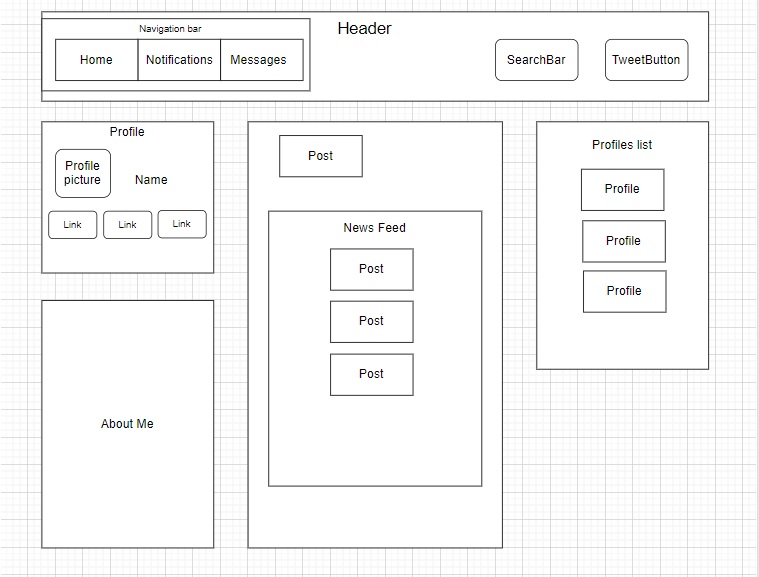 Header
Navigation bar
Home
Notifications
Messages
SearchBar
TweetButton
Profile
Profile
picture
Name
Link
Link
Link
About Me
Post
News Feed
Post
Post
Post
Profiles list
Profile
Profile
Profile